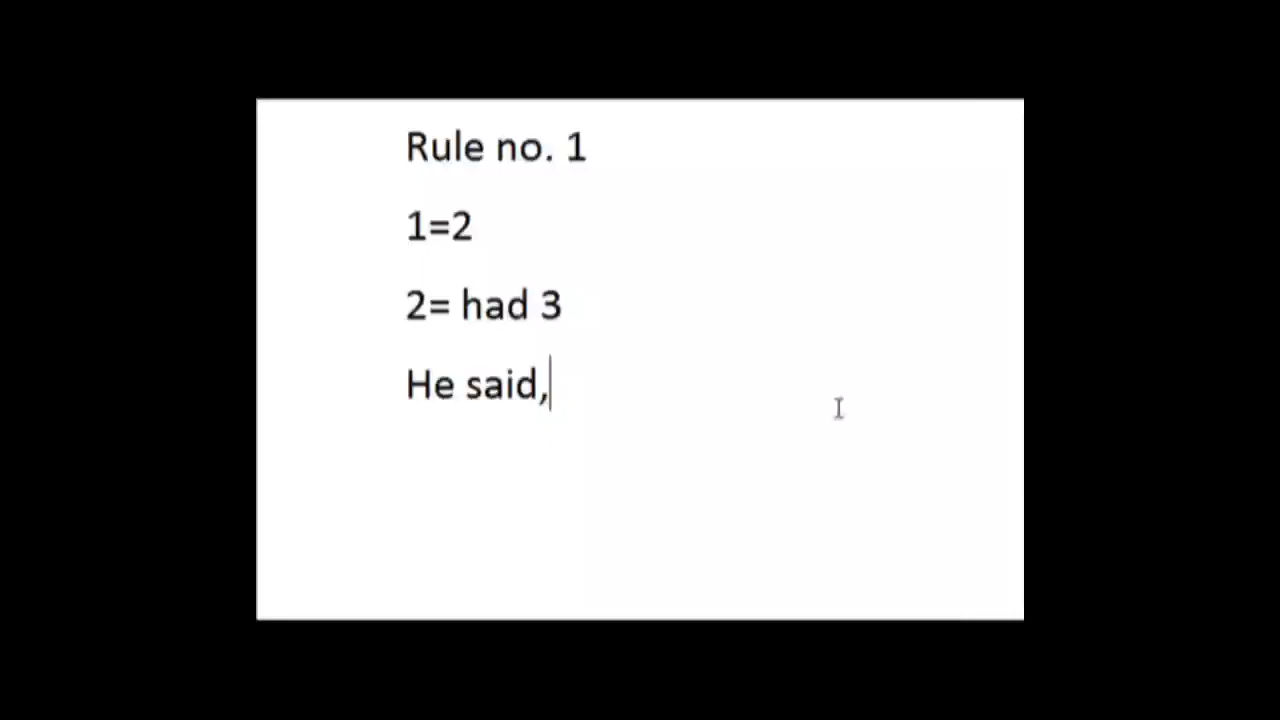 Rule no. 1
1=2
2= had 3
He said,